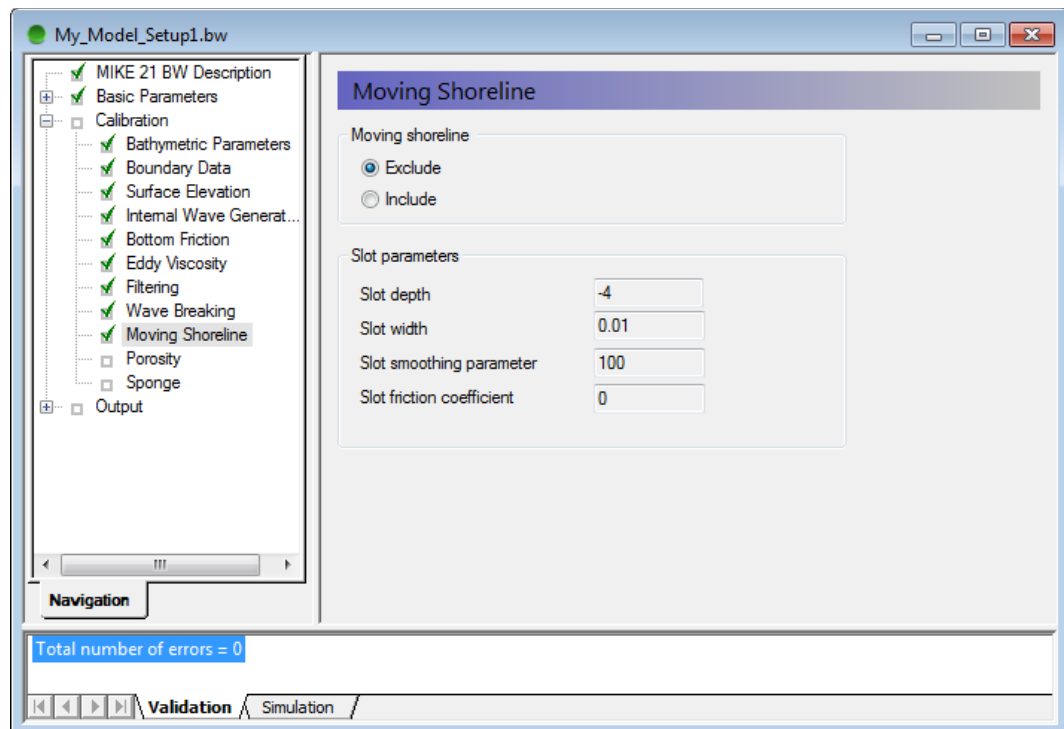 My_Model_Setup1.bw
MIKE 21 BW Description
Basic Parameters
Calibration
Bathymetric Parameters
Boundary Data
Surface Elevation
Internal Wave Generat...
Bottom Friction
Eddy Viscosity
Filtering
Wave Breaking
Moving Shoreline
Porosity
Sponge
Output
Navigation
Moving Shoreline
Moving shoreline
Exclude
Include
Slot parameters
Slot depth -4
Slot width 0.01
Slot smoothing parameter 100
Slot friction coefficient 0
Total number of errors = 0
Validation Simulation